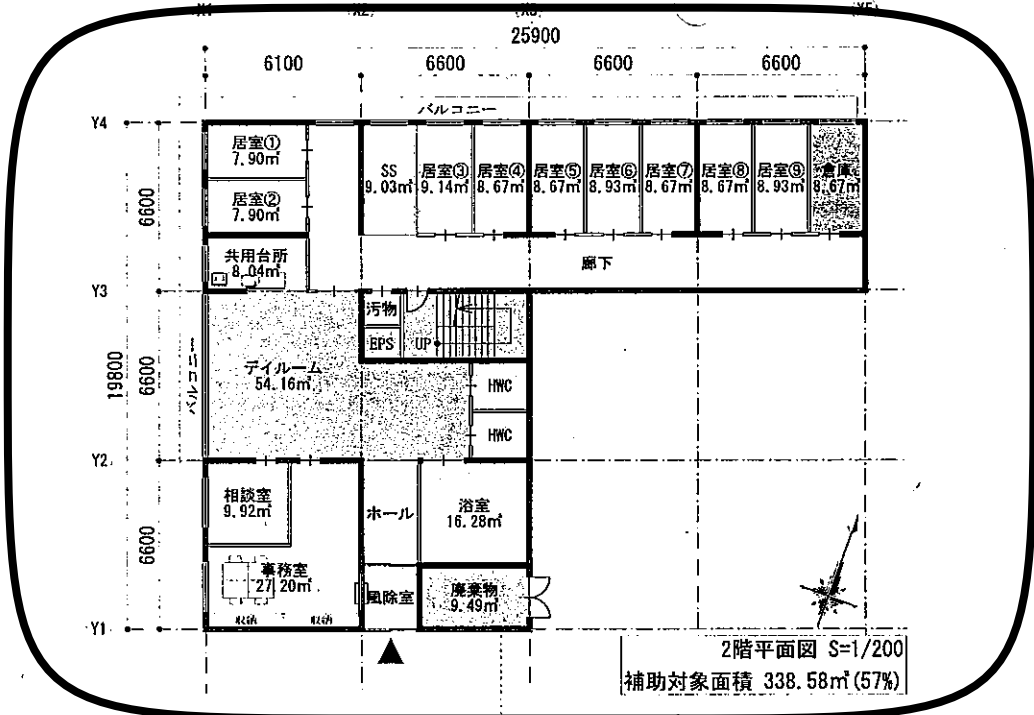 X2
25900
6100
6600
6600
6600
バルコニー
Y4
居室①
7.90㎡
SS
9.03㎡
居室③
9.14㎡
居室④
8.67㎡
居室⑤
8.67㎡
居室⑥
8.93㎡
居室⑦
8.67㎡
居室⑧
8.67㎡
居室⑨
8.93㎡
倉庫
8.67㎡
6600
居室②
7.90㎡
共用台所
8.04㎡
廊下
Y3
汚物
EPS
UP
19800
6600
バルコニー
デイルーム
54.16㎡
HWC
HWC
Y2
相談室
9.92㎡
ホール
浴室
16.28㎡
6600
事務室
27.20㎡
風除室
廃棄物
9.49㎡
収納
収納
Y1
2階平面図 S=1/200
補助対象面積 338.58㎡(57%)